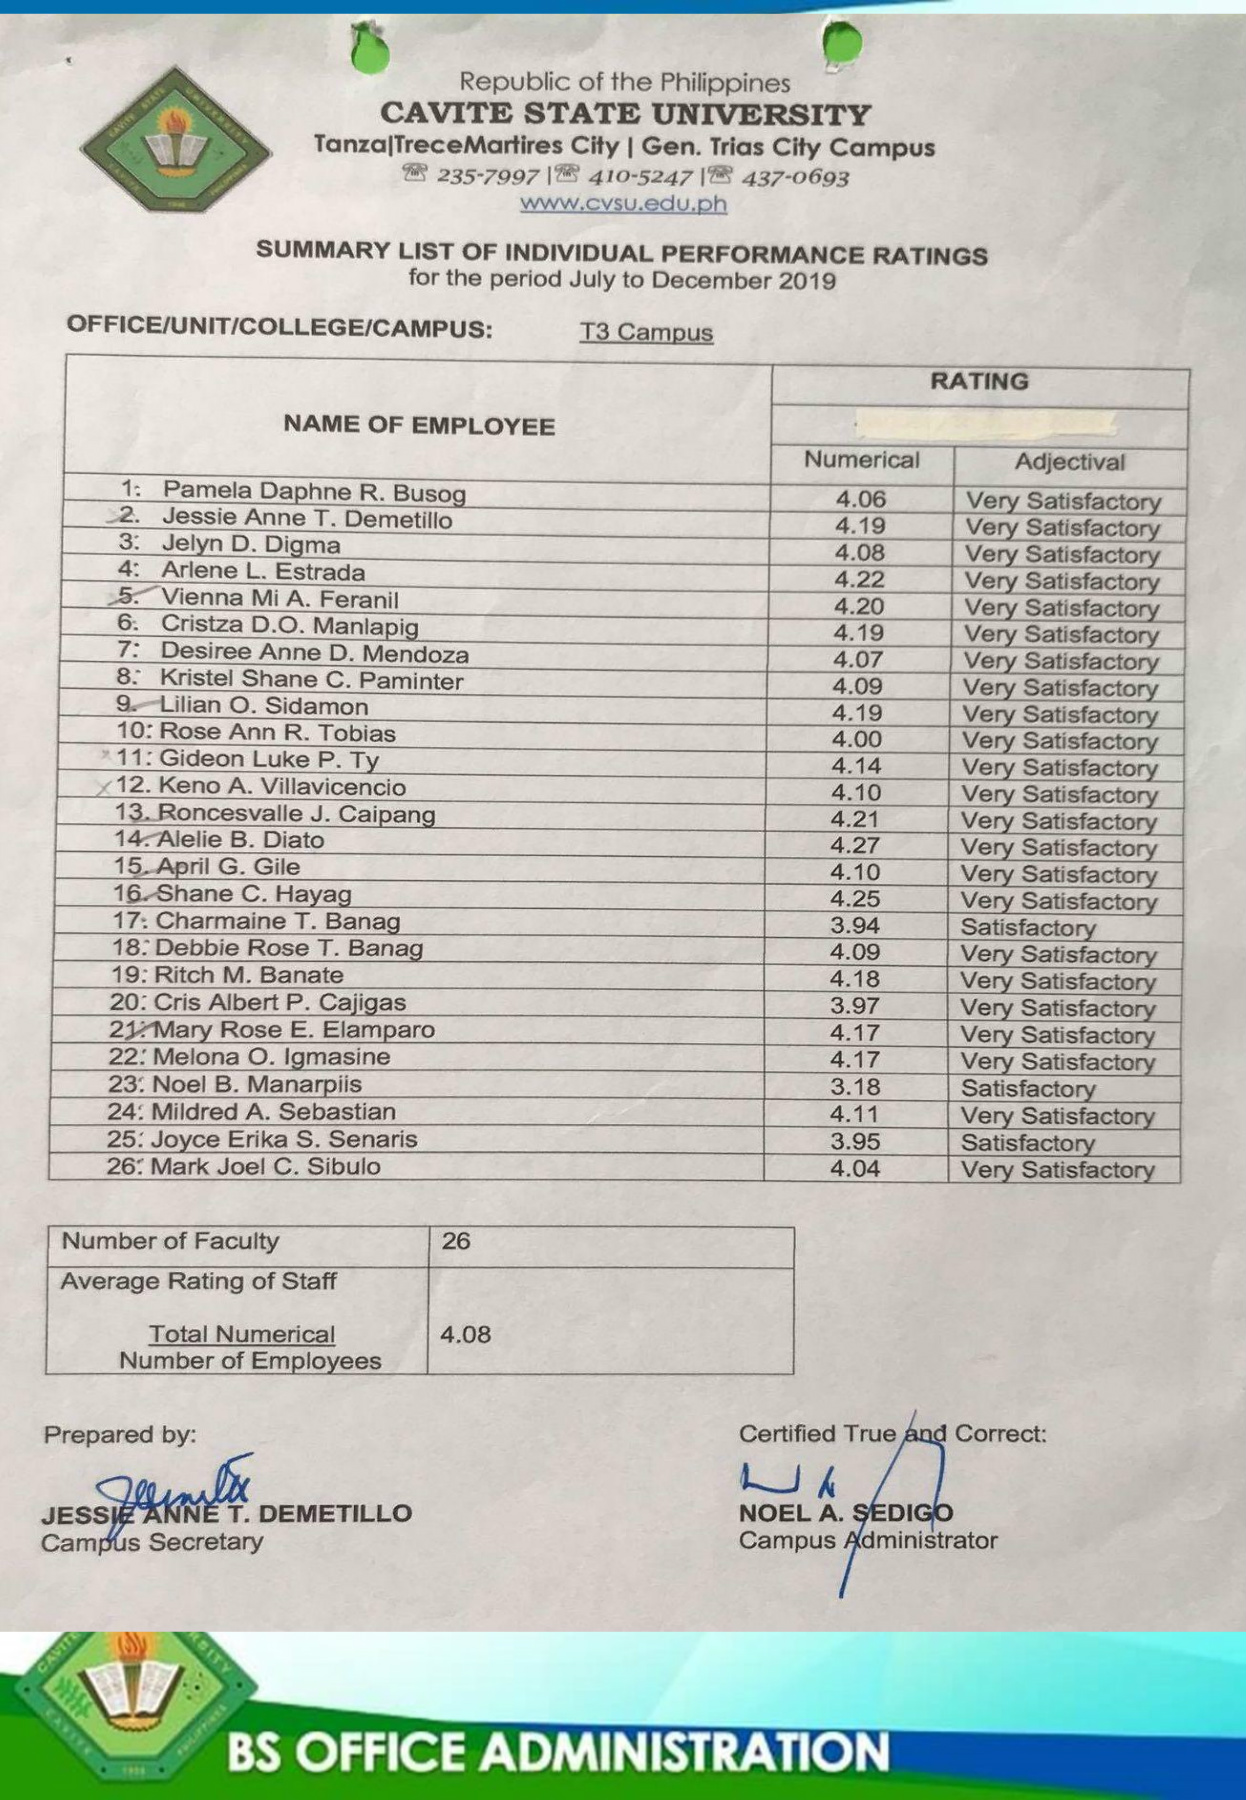 Republic of the Philippines
CAVITE STATE UNIVERSITY
Tanza|TreceMartires City | Gen. Trias City Campus
☏ 235-7997 |☏ 410-5247 |☏ 437-0693
www.cvsu.edu.ph
SUMMARY LIST OF INDIVIDUAL PERFORMANCE RATINGS
for the period July to December 2019
OFFICE/UNIT/COLLEGE/CAMPUS: T3 Campus
NAME OF EMPLOYEE RATING
Numerical Adjectival
1. Pamela Daphne R. Busog 4.06 Very Satisfactory
2. Jessie Anne T. Demetillo 4.19 Very Satisfactory
3. Jelyn D. Digma 4.08 Very Satisfactory
4. Arlene L. Estrada 4.22 Very Satisfactory
5. Vienna Mi A. Feranil 4.20 Very Satisfactory
6. Cristza D.O. Manlapig 4.19 Very Satisfactory
7. Desiree Anne D. Mendoza 4.07 Very Satisfactory
8. Kristel Shane C. Paminter 4.09 Very Satisfactory
9. Lilian O. Sidamon 4.19 Very Satisfactory
10. Rose Ann R. Tobias 4.00 Very Satisfactory
11. Gideon Luke P. Ty 4.14 Very Satisfactory
12. Keno A. Villavicencio 4.10 Very Satisfactory
13. Roncesvalle J. Caipang 4.21 Very Satisfactory
14. Alelie B. Diato 4.27 Very Satisfactory
15. April G. Gile 4.10 Very Satisfactory
16. Shane C. Hayag 4.25 Very Satisfactory
17. Charmaine T. Banag 3.94 Satisfactory
18. Debbie Rose T. Banag 4.09 Very Satisfactory
19. Ritch M. Banate 4.18 Very Satisfactory
20. Cris Albert P. Cajigas 3.97 Very Satisfactory
21. Mary Rose E. Elamparo 4.17 Very Satisfactory
22. Melona O. Igmasine 4.17 Very Satisfactory
23. Noel B. Manarpiis 3.18 Satisfactory
24. Mildred A. Sebastian 4.11 Very Satisfactory
25. Joyce Erika S. Senaris 3.95 Satisfactory
26. Mark Joel C. Sibulo 4.04 Very Satisfactory
Number of Faculty 26
Average Rating of Staff
Total Numerical 4.08
Number of Employees
Prepared by: Certified True and Correct:
JESSIE ANNE T. DEMETILLO NOEL A. SEDIGO
Campus Secretary Campus Administrator
BS OFFICE ADMINISTRATION